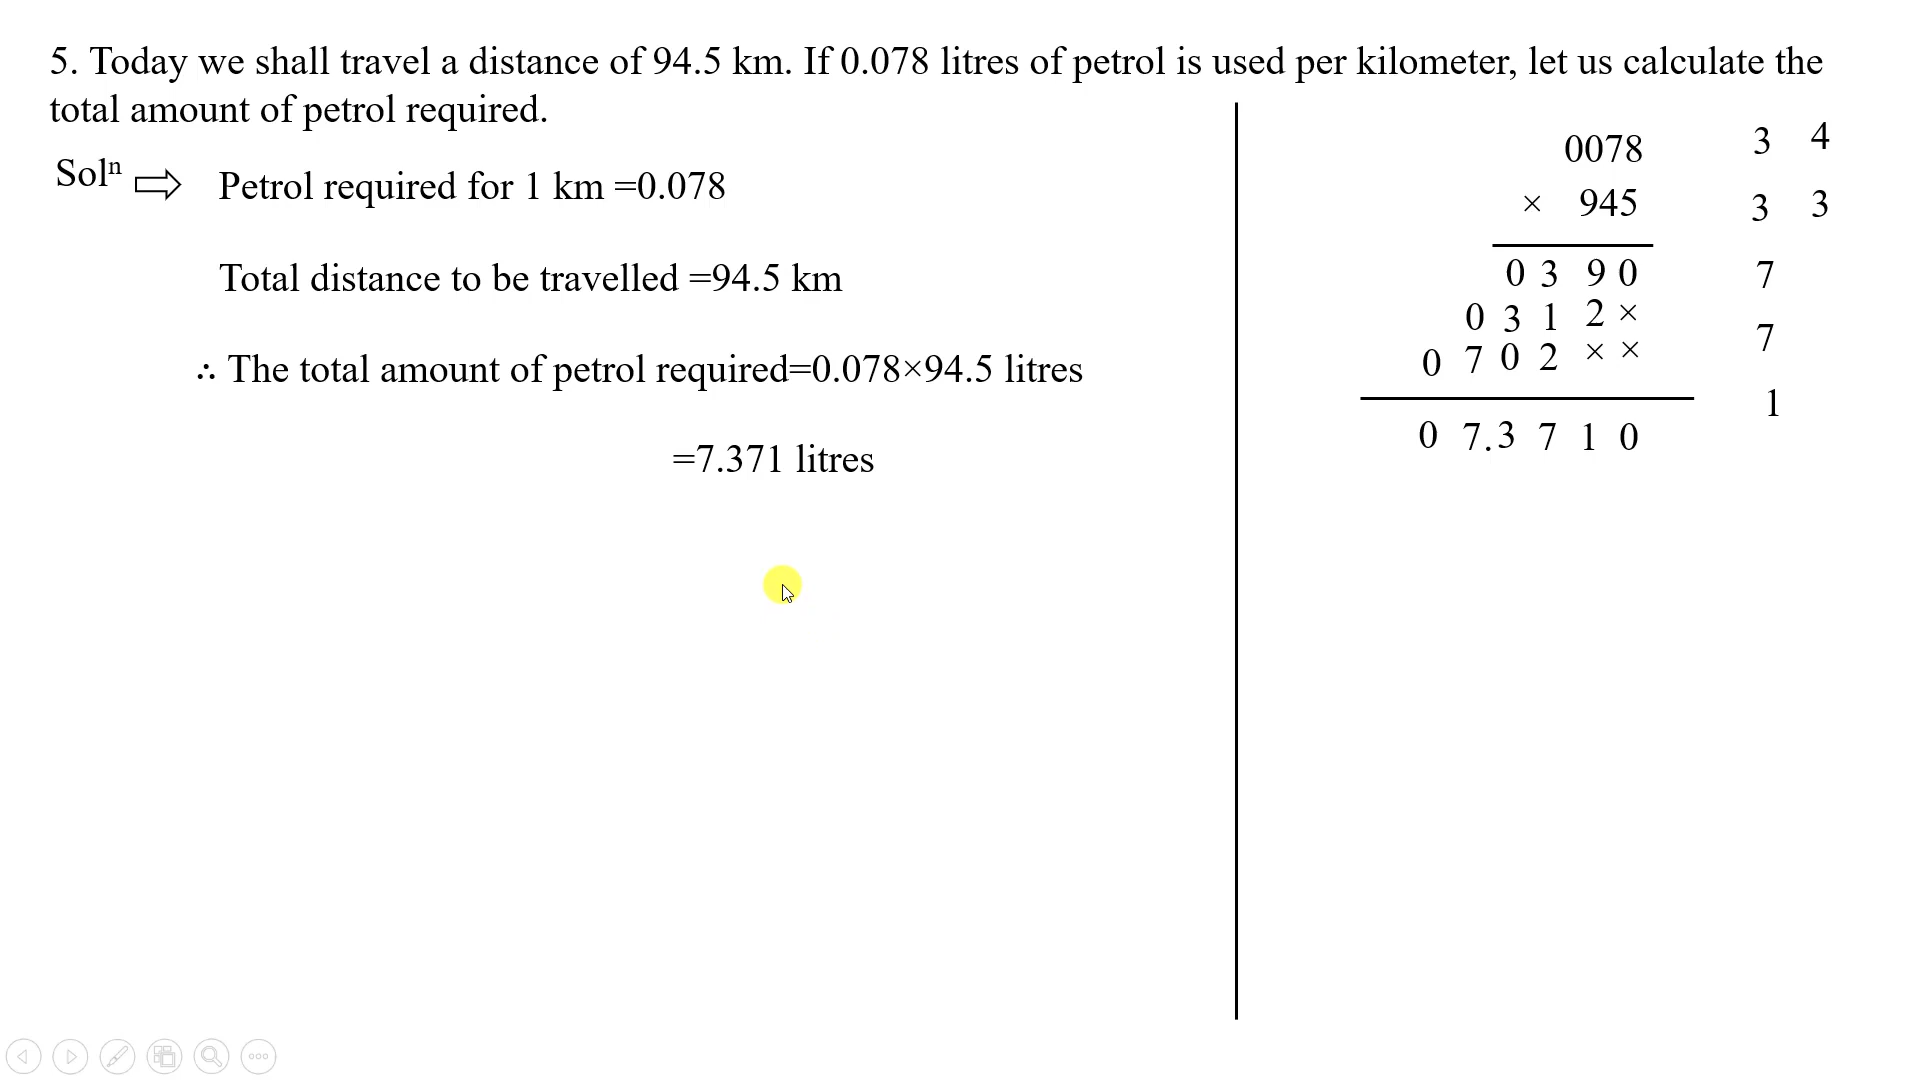 5. Today we shall travel a distance of 94.5 km. If 0.078 litres of petrol is used per kilometer, let us calculate the
total amount of petrol required.
Solⁿ ⇨ Petrol required for 1 km =0.078
Total distance to be travelled =94.5 km
∴ The total amount of petrol required=0.078×94.5 litres
=7.371 litres
0078
× 945
0 3 9 0
0 3 1 2 ×
0 7 0 2 × ×
0 7.3 7 1 0
3 4
3 3
7
7
1